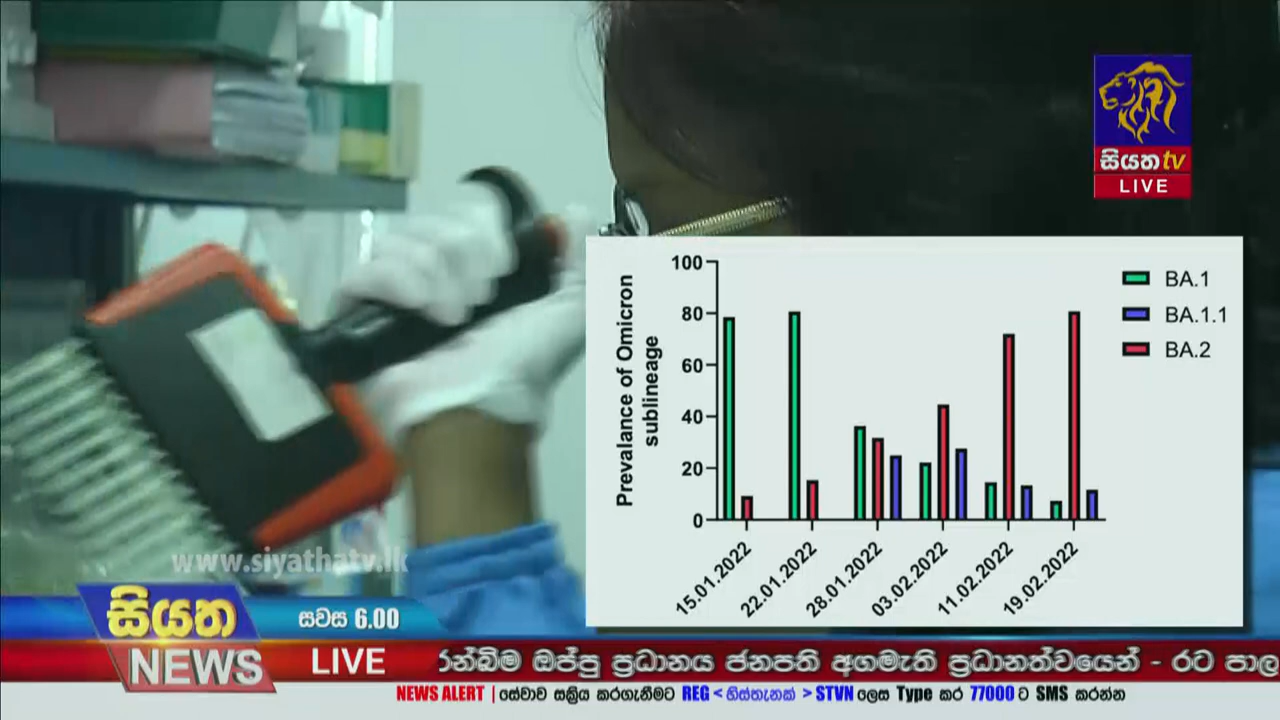 සියත tv
LIVE
100
80
60
40
20
0
Prevalance of Omicron
sublineage
BA.1
BA.1.1
BA.2
15.01.2022
22.01.2022
28.01.2022
03.02.2022
11.02.2022
19.02.2022
www.siyathatv.lk
සියත
NEWS
සවස 6.00
LIVE
රන්බිම ඔප්පු ප්‍රධානය ජනපති අගමැති ප්‍රධානත්වයෙන් - රට පාල
NEWS ALERT | සේවාව සක්‍රිය කරගැනීමට REG < හිස්තැනක් > STVN ලෙස Type කර 77000 ට SMS කරන්න